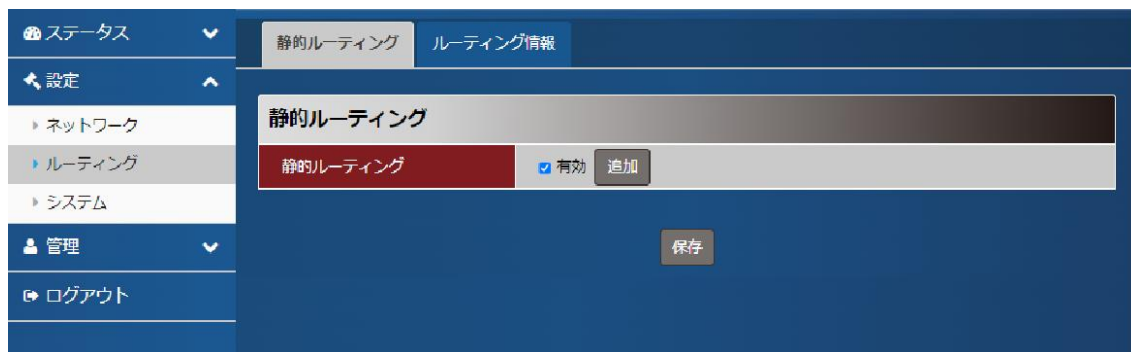 ステータス
設定
ネットワーク
ルーティング
システム
管理
ログアウト
静的ルーティング ルーティング情報
静的ルーティング
静的ルーティング 有効 追加
保存